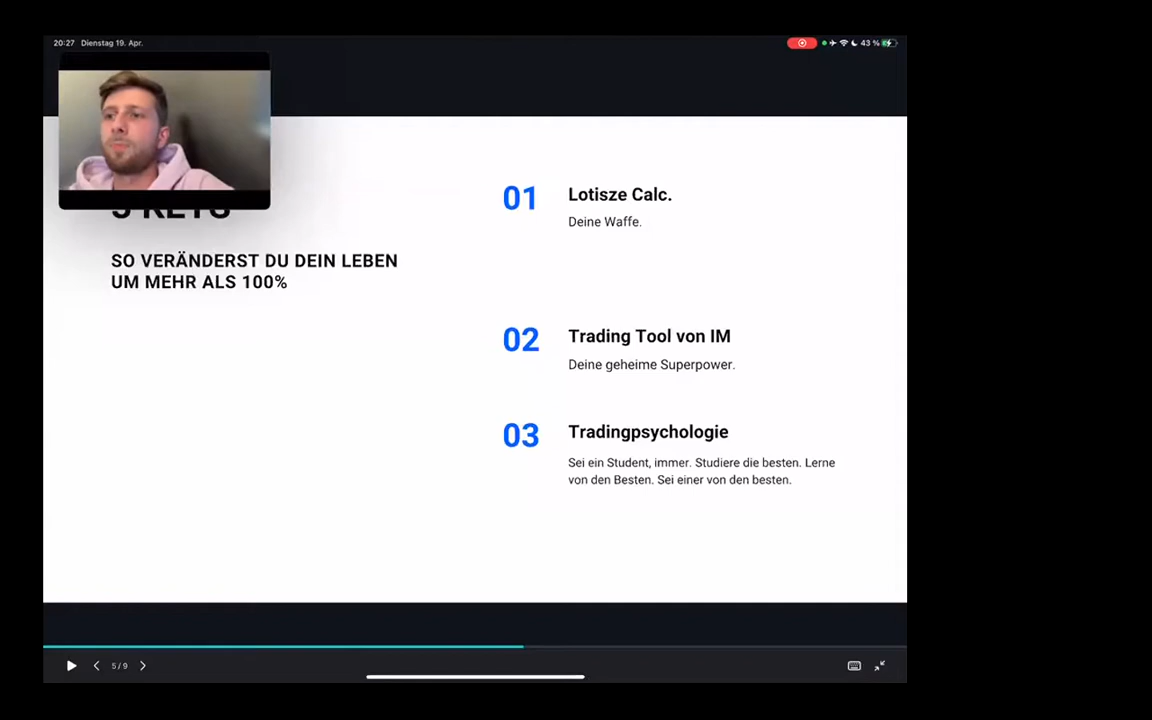 20:27 Dienstag 19. Apr.
43 %
SO VERÄNDERST DU DEIN LEBEN
UM MEHR ALS 100%
01 Lotisze Calc.
Deine Waffe.
02 Trading Tool von IM
Deine geheime Superpower.
03 Tradingpsychologie
Sei ein Student, immer. Studiere die besten. Lerne
von den Besten. Sei einer von den besten.
5/9